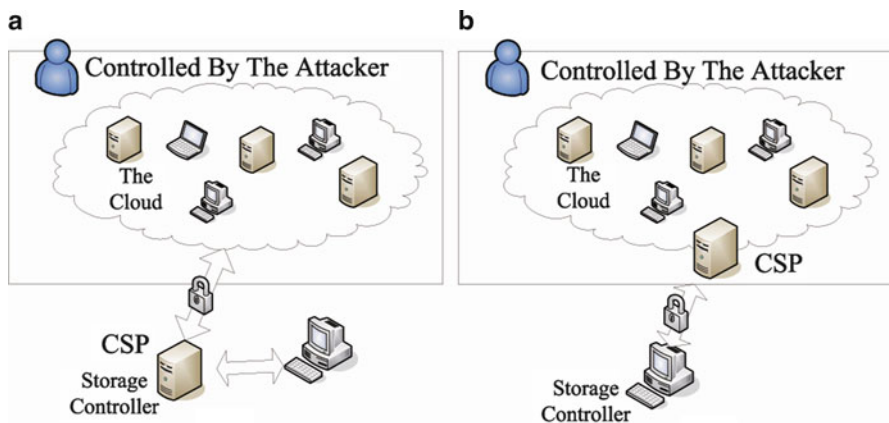 a
Controlled By The Attacker
The
Cloud
CSP
Storage
Controller
b
Controlled By The Attacker
The
Cloud
CSP
Storage
Controller